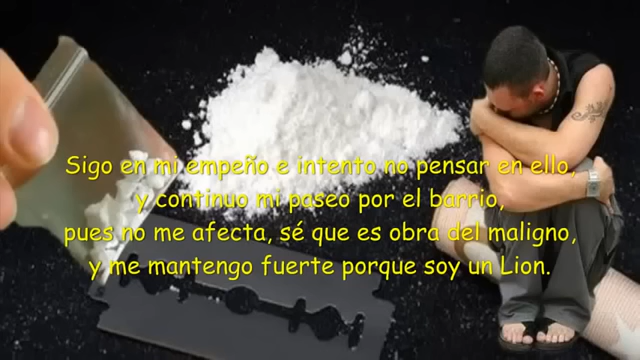 Sigo en mi empeño e intento no pensar en ello,
y continuo mi paseo por el barrio,
pues no me afecta, sé que es obra del maligno,
y me mantengo fuerte porque soy un Lion.